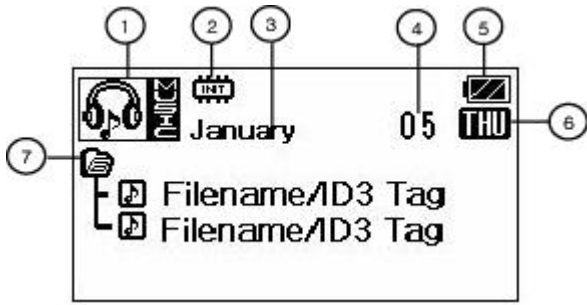 1 2 3 4 5
MUSIC INIT
January 05 THU 6
7
Filename/ID3 Tag
Filename/ID3 Tag